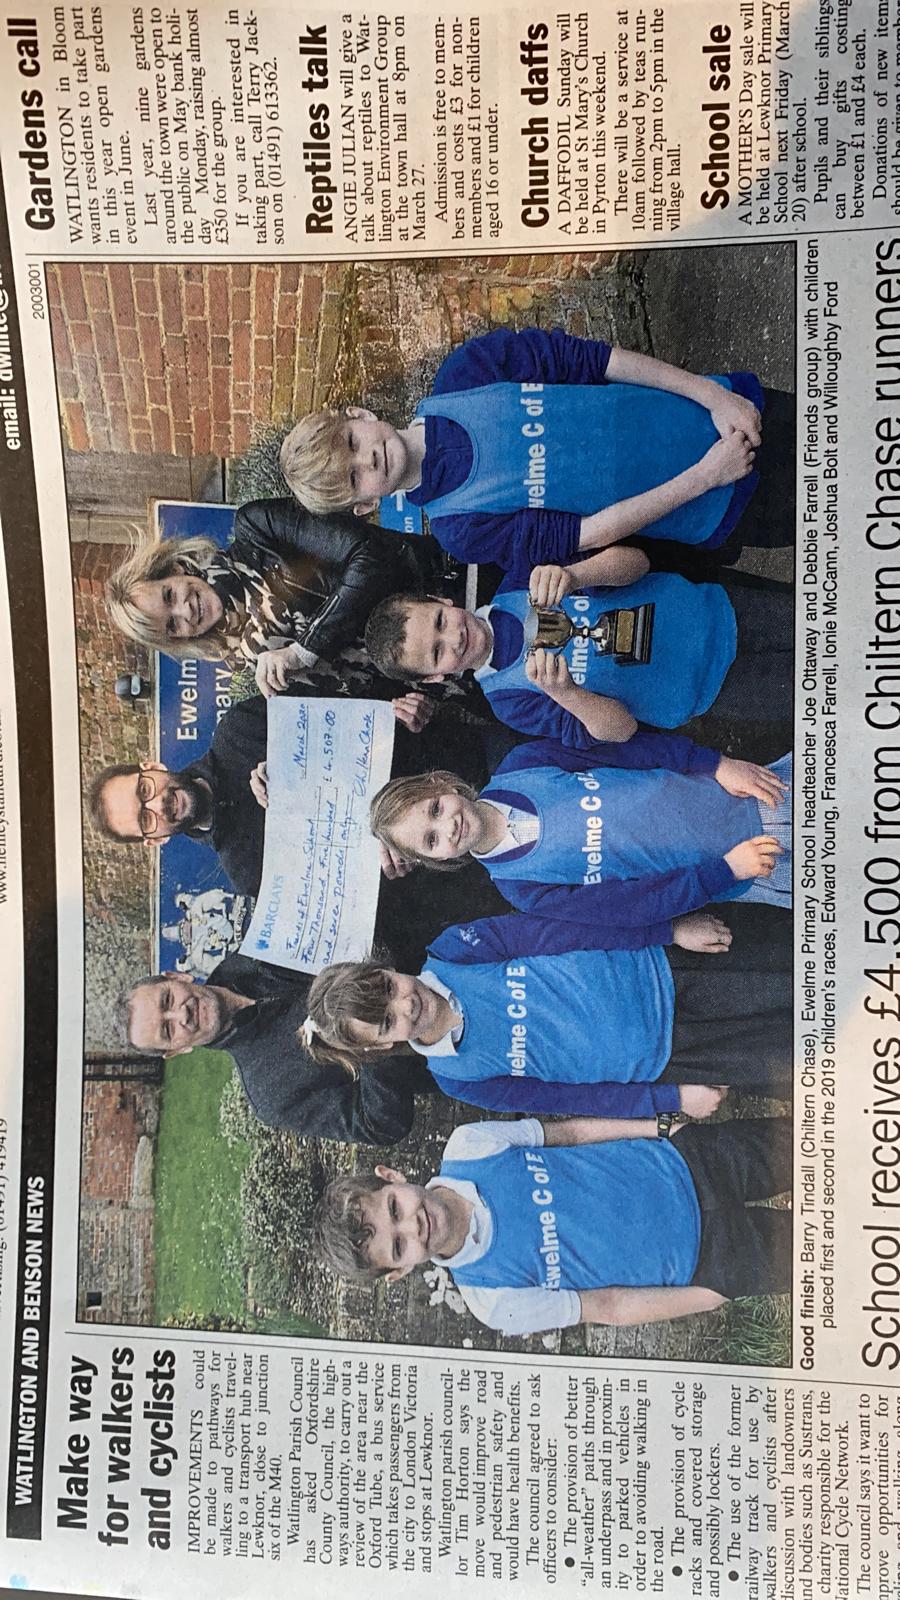 WATLINGTON AND BENSON NEWS
email:
Make way
for walkers
and cyclists
IMPROVEMENTS could
be made to pathways for
walkers and cyclists travel-
ling to a transport hub near
Lewknor, close to junction
six of the M40.
Watlington Parish Council
has asked Oxfordshire
County Council, the high-
ways authority, to carry out a
review of the area near the
Oxford Tube, a bus service
which takes passengers from
the city to London Victoria
and stops at Lewknor.
Watlington parish council-
lor Tim Horton says the
move would improve road
and pedestrian safety and
would have health benefits.
The council agreed to ask
officers to consider:
● The provision of better
"all-weather" paths through
an underpass and in proxim-
ity to parked vehicles in
order to avoiding walking in
the road.
● The provision of cycle
racks and covered storage
and possibly lockers.
● The use of the former
railway track for use by
walkers and cyclists after
discussion with landowners
and bodies such as Sustrans,
charity responsible for the
National Cycle Network.
The council says it want to
improve opportunities for
2003001
Ewelm
mary
on
BARCLAYS
March 2020
Friends of Ewelme School
Four Thousand Five Hundred £4,507-00
and seven pounds only
Chiltern Chase
Ewelme C of E
welme C of E
Ewelme C of
elme C of
welme C of E
Good finish: Barry Tindall (Chiltern Chase), Ewelme Primary School headteacher Joe Ottaway and Debbie Farrell (Friends group) with children
placed first and second in the 2019 children's races, Edward Young, Francesca Farrell, Ionie McCann, Joshua Bolt and Willoughby Ford
School receives £4,500 from Chiltern Chase runners
Gardens call
WATLINGTON in Bloom
wants residents to take part
in this year open gardens
event in June.
Last year, nine gardens
around the town were open to
the public on May bank holi-
day Monday, raising almost
£350 for the group.
If you are interested in
taking part, call Terry Jack-
son on (01491) 613362.
Reptiles talk
ANGIE JULIAN will give a
talk about reptiles to Wat-
lington Environment Group
at the town hall at 8pm on
March 27.
Admission is free to mem-
bers and costs £3 for non-
members and £1 for children
aged 16 or under.
Church daffs
A DAFFODIL Sunday will
be held at St Mary's Church
in Pyrton this weekend.
There will be a service at
10am followed by teas run-
ning from 2pm to 5pm in the
village hall.
School sale
A MOTHER'S Day sale will
be held at Lewknor Primary
School next Friday (March
20) after school.
Pupils and their siblings
can buy gifts costing
between £1 and £4 each.
Donations of new items